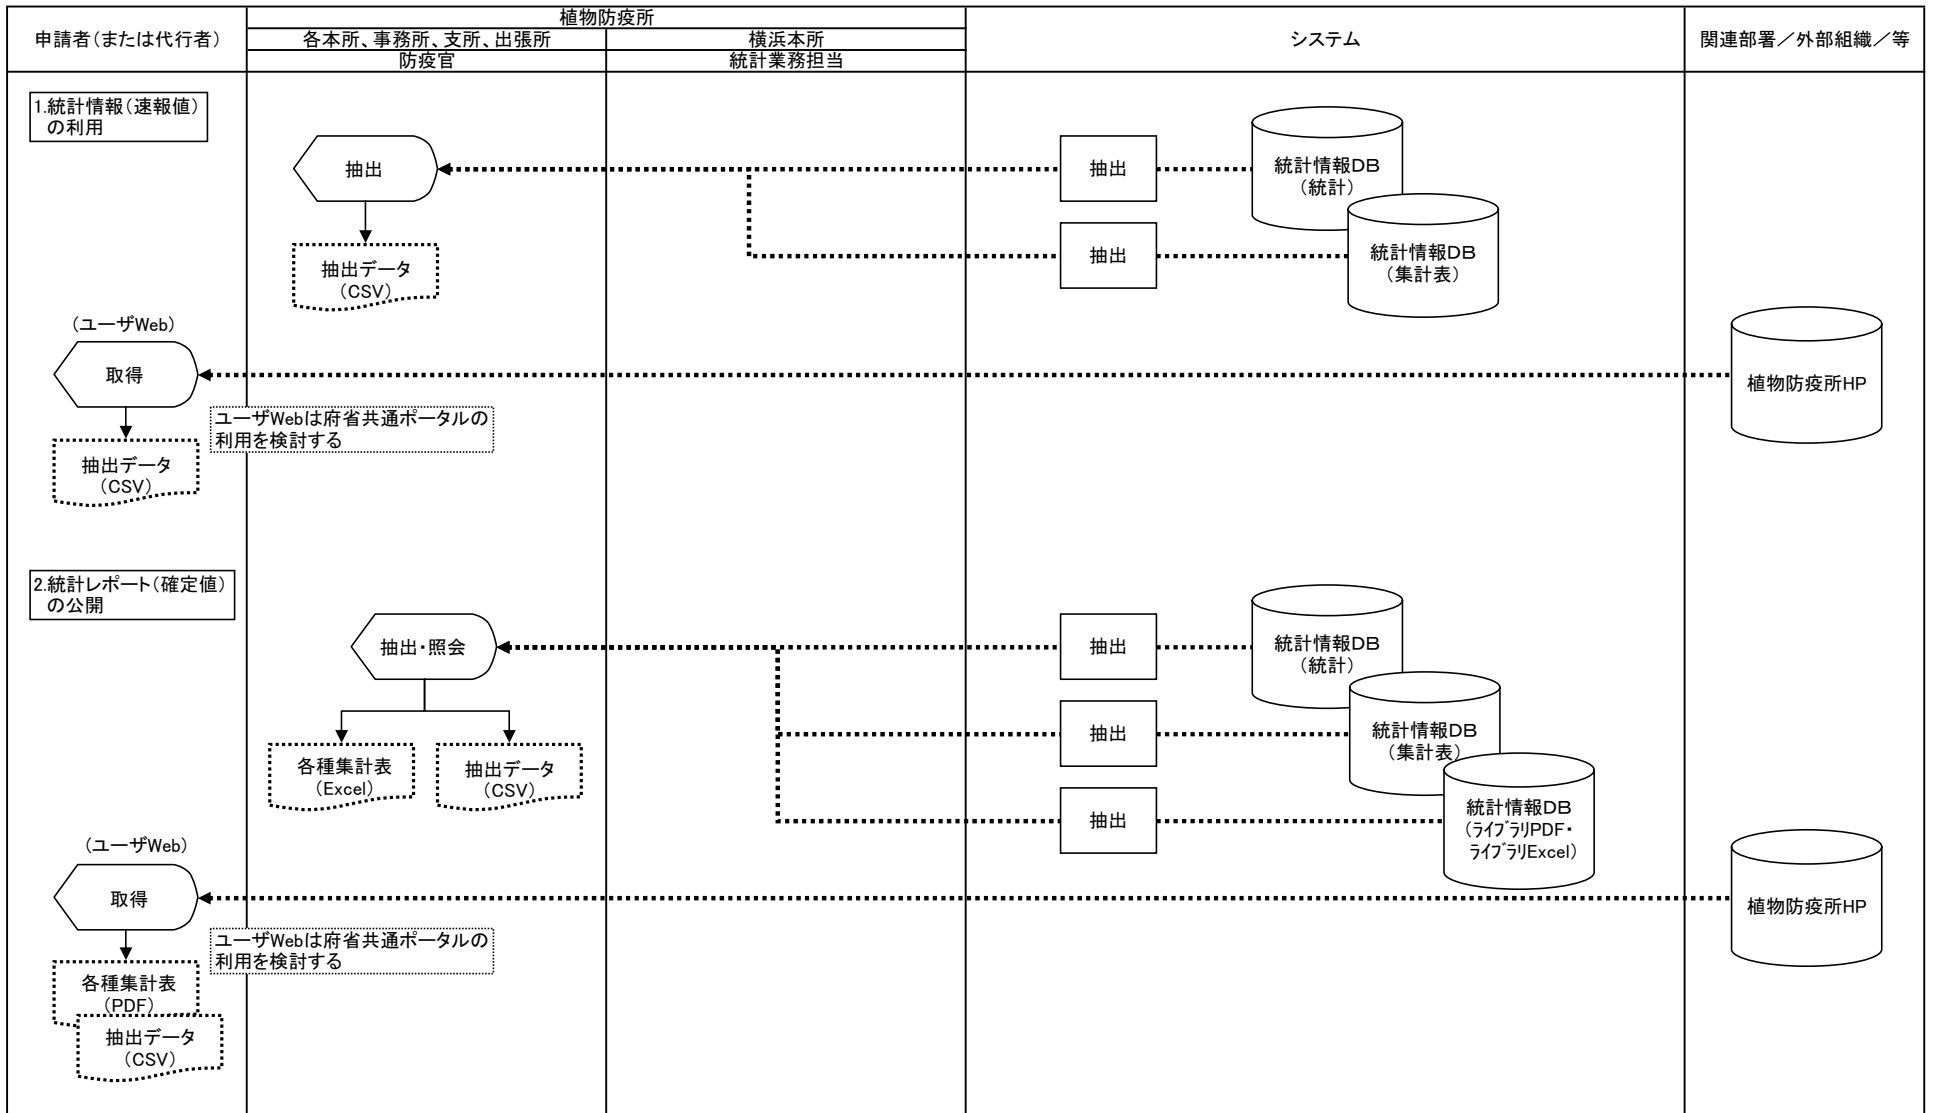 植物防疫所
申請者(または代行者)
各本所、事務所、支所、出張所
横浜本所
システム
関連部署／外部組織／等
防疫官
統計業務担当
1.統計情報(速報値)
の利用
抽出
抽出
統計情報DB
(統計)
抽出データ
(CSV)
抽出
統計情報DB
(集計表)
(ユーザWeb)
取得
植物防疫所HP
ユーザWebは府省共通ポータルの
利用を検討する
抽出データ
(CSV)
2.統計レポート(確定値)
の公開
抽出・照会
抽出
統計情報DB
(統計)
抽出
統計情報DB
(集計表)
各種集計表
(Excel)
抽出データ
(CSV)
抽出
統計情報DB
(ﾗｲﾌﾞﾗﾘPDF・
ﾗｲﾌﾞﾗﾘExcel)
(ユーザWeb)
取得
植物防疫所HP
ユーザWebは府省共通ポータルの
利用を検討する
各種集計表
(PDF)
抽出データ
(CSV)